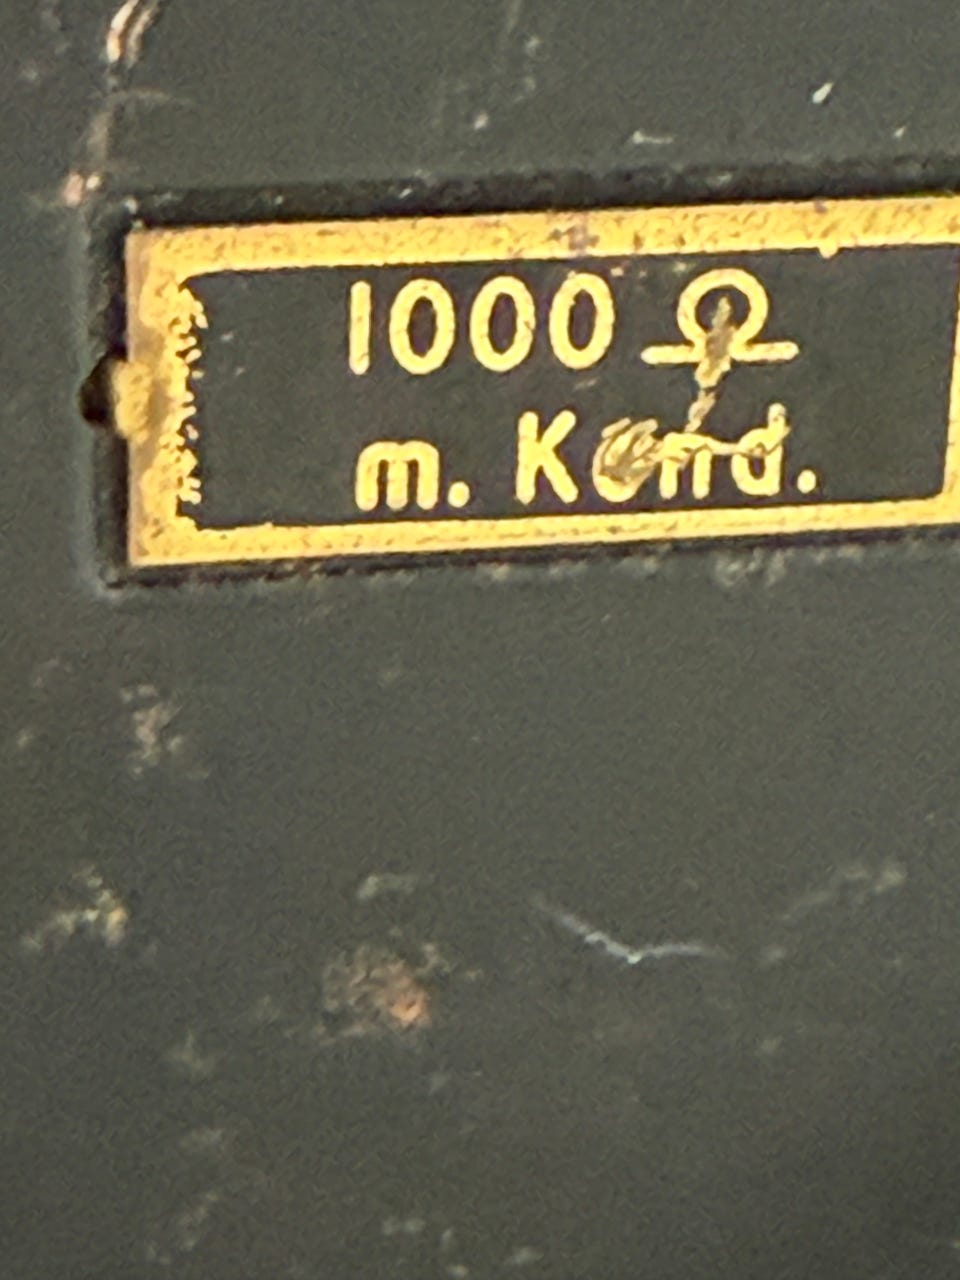 1000 Ω
m. Kond.